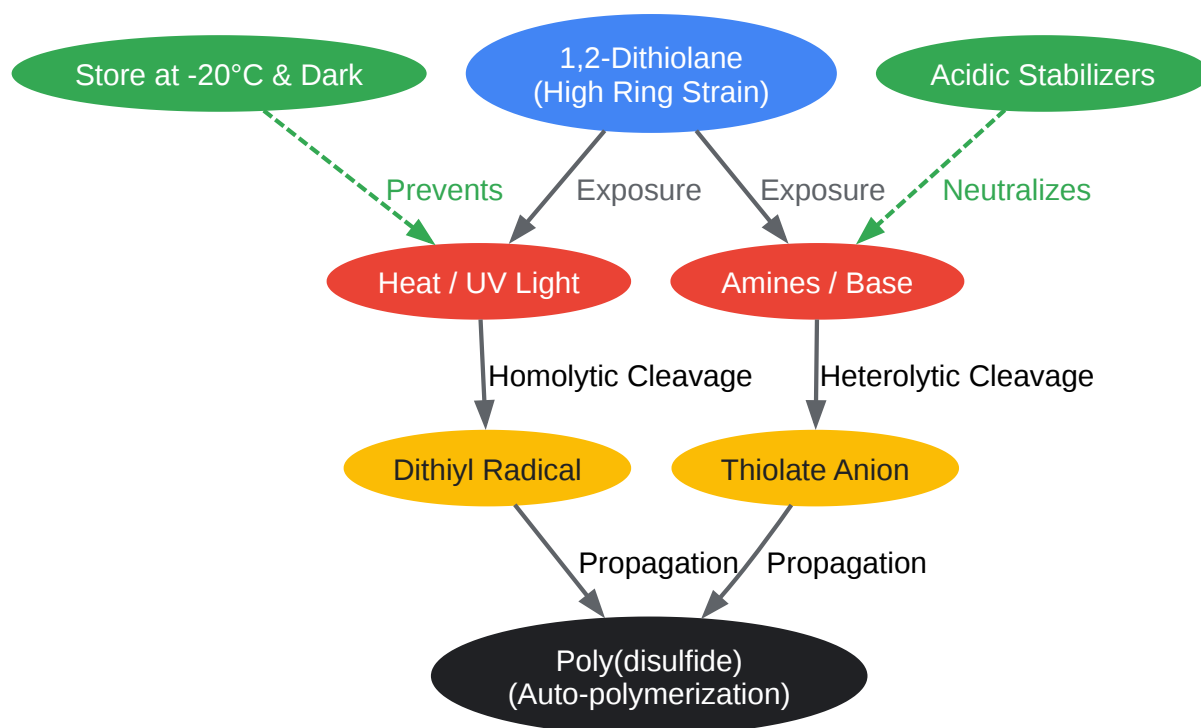 Store at -20°C & Dark
1,2-Dithiolane
(High Ring Strain)
Acidic Stabilizers
Prevents
Exposure
Exposure
Neutralizes
Heat / UV Light
Amines / Base
Homolytic Cleavage
Heterolytic Cleavage
Dithiyl Radical
Thiolate Anion
Propagation
Propagation
Poly(disulfide)
(Auto-polymerization)